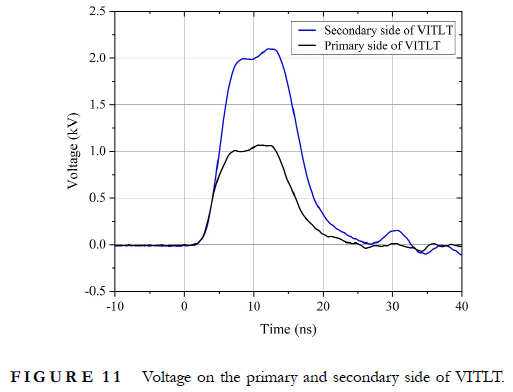 2.5
2.0
1.5
1.0
0.5
0.0
-0.5
Voltage (kV)
Secondary side of VITLT
Primary side of VITLT
-10 0 10 20 30 40
Time (ns)
FIGURE 11 Voltage on the primary and secondary side of VITLT.